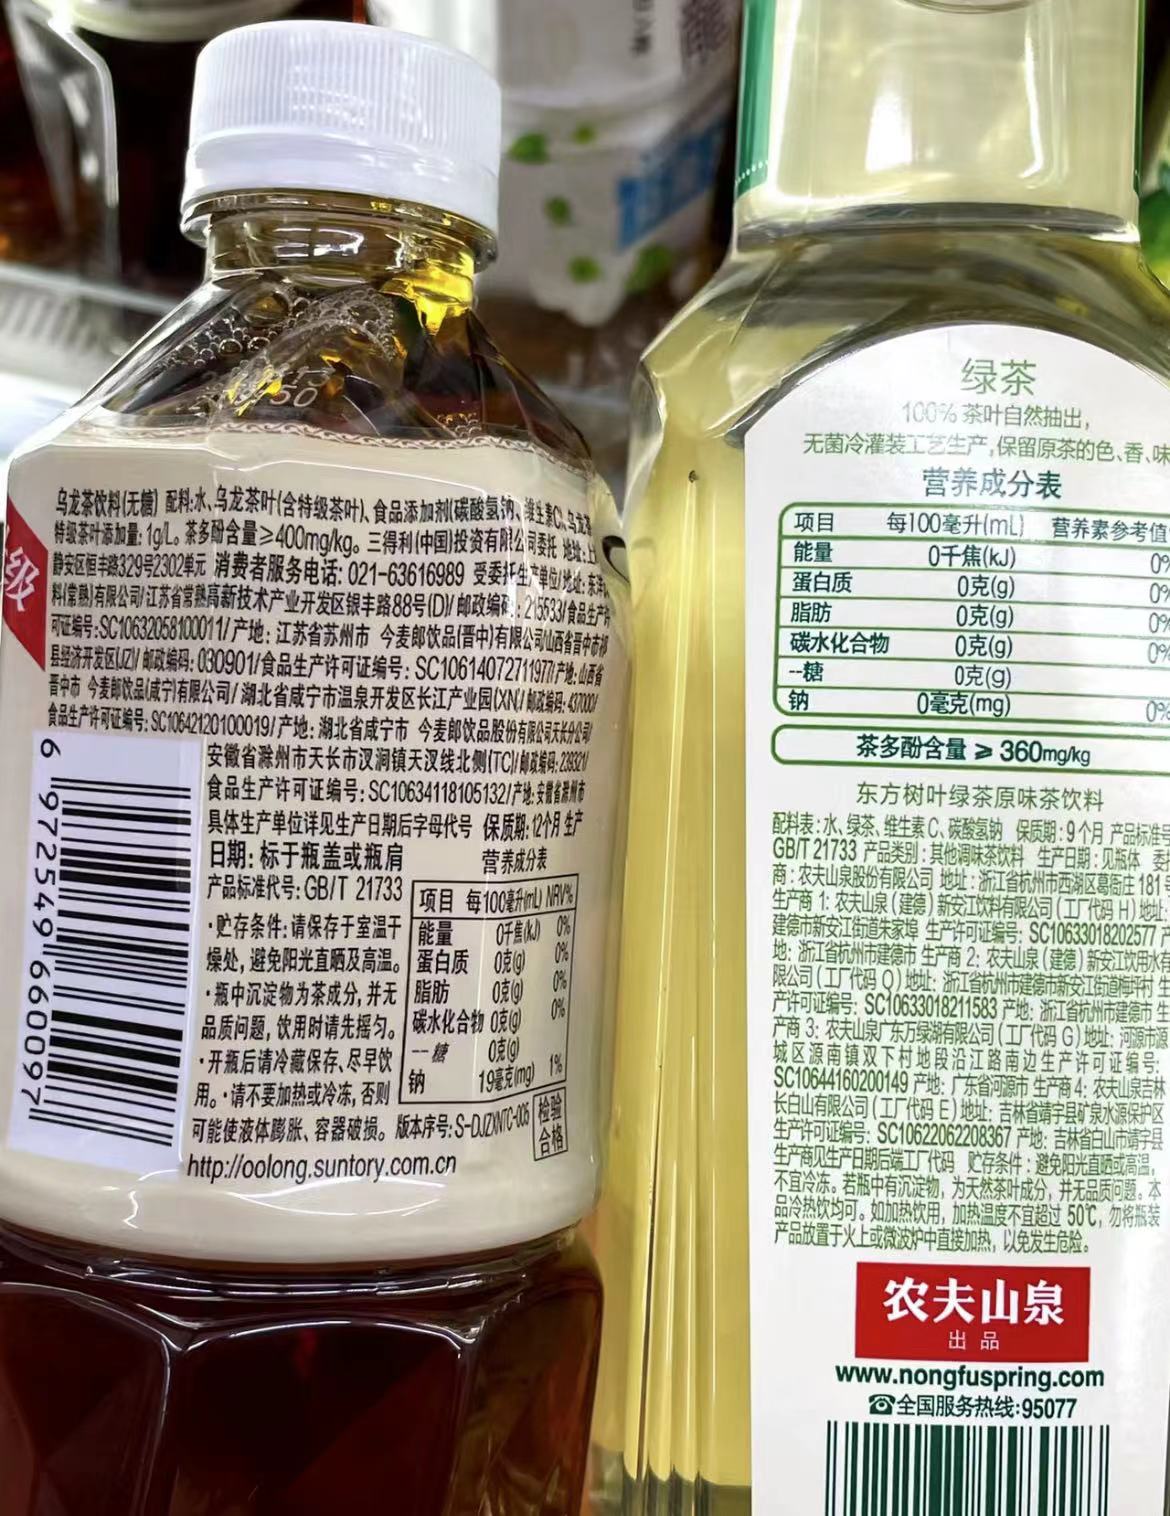 级
乌龙茶饮料(无糖) 配料:水、乌龙茶叶(含特级茶叶)、食品添加剂(碳酸氢钠、维生素C)、乌龙茶
特级茶叶添加量: 1g/L。茶多酚含量≥400mg/kg。三得利(中国)投资有限公司委托 地址:上
静安区恒丰路329号2302单元 消费者服务电话: 021-63616989 受委托生产单位/地址: 东洋
料(常熟)有限公司/江苏省常熟高新技术产业开发区银丰路88号(D)/ 邮政编码: 215533/食品生产许
可证编号:SC10632058100011/产地: 江苏省苏州市 今麦郎饮品(晋中)有限公司/山西省晋中市祁
县经济开发区(JZ)/ 邮政编码: 030901/食品生产许可证编号: SC10614072711977/产地: 山西省
晋中市 今麦郎饮品(咸宁)有限公司/ 湖北省咸宁市温泉开发区长江产业园(XN)/ 邮政编码: 437000/
食品生产许可证编号: SC10642120100019/产地: 湖北省咸宁市 今麦郎饮品股份有限公司天长分公司/
安徽省滁州市天长市汊涧镇天汊线北侧(TC)/ 邮政编码: 239321/
食品生产许可证编号: SC10634118105132/产地: 安徽省滁州市
具体生产单位详见生产日期后字母代号 保质期: 12个月 生产
日期: 标于瓶盖或瓶肩
产品标准代号: GB/T 21733
·贮存条件: 请保存于室温干
燥处, 避免阳光直晒及高温。
·瓶中沉淀物为茶成分, 并无
品质问题, 饮用时请先摇匀。
·开瓶后请冷藏保存、尽早饮
用。·请不要加热或冷冻, 否则
可能使液体膨胀、容器破损。 版本序号: S-DJZXNTC-005
检验
合格
http://oolong.suntory.com.cn
营养成分表
项目 每100毫升(mL) NRV%
能量 0千焦(kJ) 0%
蛋白质 0克(g) 0%
脂肪 0克(g) 0%
碳水化合物 0克(g) 0%
--糖 0克(g)
钠 19毫克(mg) 1%
6 972549 660097
绿茶
100% 茶叶自然抽出,
无菌冷灌装工艺生产,保留原茶的色、香、味
营养成分表
项目 每100毫升(mL) 营养素参考值
能量 0千焦(kJ) 0%
蛋白质 0克(g) 0%
脂肪 0克(g) 0%
碳水化合物 0克(g) 0%
--糖 0克(g)
钠 0毫克(mg) 0%
茶多酚含量 ≥ 360mg/kg
东方树叶绿茶原味茶饮料
配料表: 水、绿茶、维生素 C、碳酸氢钠 保质期: 9 个月 产品标准号
GB/T 21733 产品类别: 其他调味茶饮料 生产日期: 见瓶体 委
商: 农夫山泉股份有限公司 地址: 浙江省杭州市西湖区葛衙庄 181 号
生产商 1: 农夫山泉 (建德) 新安江饮料有限公司 (工厂代码 H) 地址:
建德市新安江街道朱家埠 生产许可证编号: SC10633018202577 产
地: 浙江省杭州市建德市 生产商 2: 农夫山泉 (建德) 新安江饮用水有
限公司 (工厂代码 Q) 地址: 浙江省杭州市建德市新安江街道梅坪村 生
产许可证编号: SC10633018211583 产地: 浙江省杭州市建德市 生
产商 3: 农夫山泉广东万绿湖有限公司 (工厂代码 G) 地址: 河源市源
城区源南镇双下村地段沿江路南边生产许可证编号:
SC10644160200149 产地: 广东省河源市 生产商 4: 农夫山泉吉林
长白山有限公司 (工厂代码 E) 地址: 吉林省靖宇县矿泉水源保护区
生产许可证编号: SC10622062208367 产地: 吉林省白山市靖宇县
生产商见生产日期后端工厂代码 贮存条件: 避免阳光直晒或高温,
不宜冷冻。若瓶中有沉淀物, 为天然茶叶成分, 并无品质问题。本
品冷热饮均可。如加热饮用, 加热温度不宜超过 50℃, 勿将瓶装
产品放置于火上或微波炉中直接加热, 以免发生危险。
农夫山泉
出品
www.nongfuspring.com
☎全国服务热线:95077